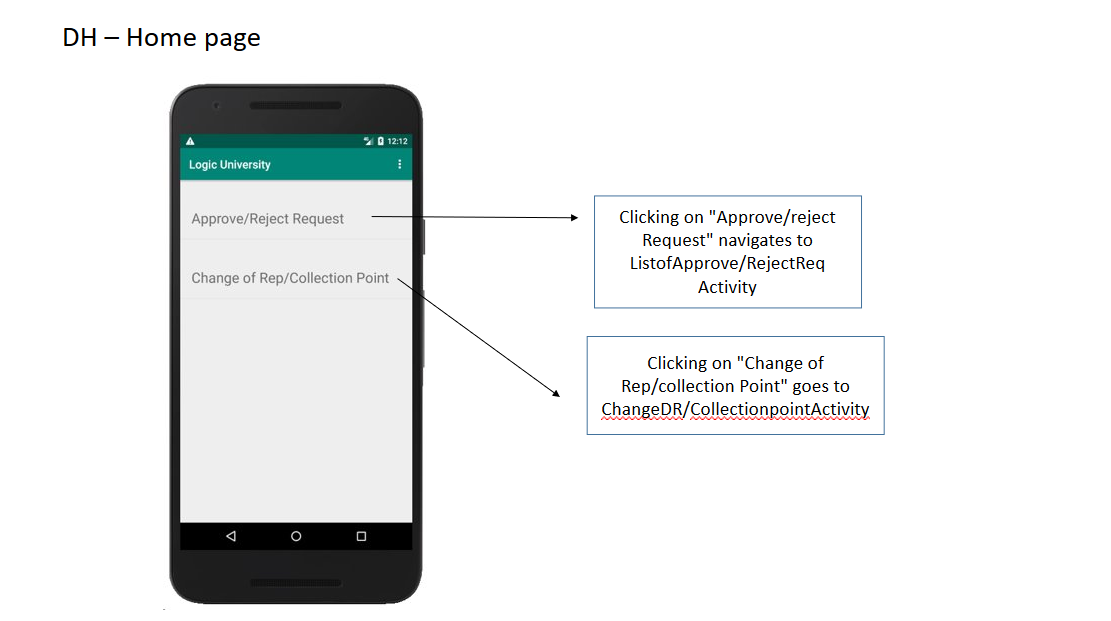 DH – Home page
12:12
Logic University
Approve/Reject Request
Change of Rep/Collection Point
Clicking on "Approve/reject
Request" navigates to
ListofApprove/RejectReq
Activity
Clicking on "Change of
Rep/collection Point" goes to
ChangeDR/CollectionpointActivity